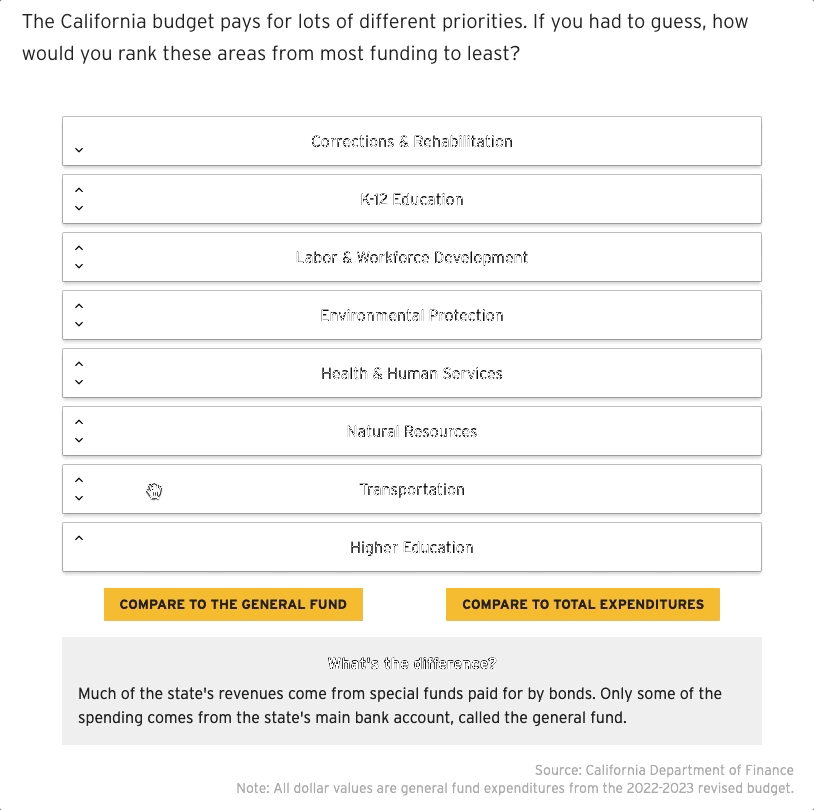 The California budget pays for lots of different priorities. If you had to guess, how
would you rank these areas from most funding to least?
Corrections & Rehabilitation
K-12 Education
Labor & Workforce Development
Environmental Protection
Health & Human Services
Natural Resources
Transportation
Higher Education
COMPARE TO THE GENERAL FUND
COMPARE TO TOTAL EXPENDITURES
What's the difference?
Much of the state's revenues come from special funds paid for by bonds. Only some of the
spending comes from the state's main bank account, called the general fund.
Source: California Department of Finance
Note: All dollar values are general fund expenditures from the 2022-2023 revised budget.